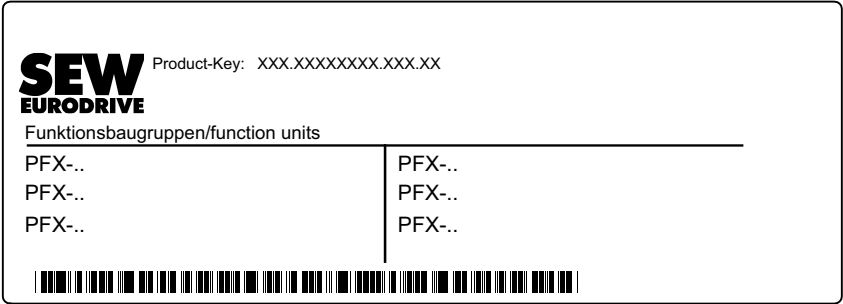 SEW
EURODRIVE
Product-Key: XXX.XXXXXXXX.XXX.XX
Funktionsbaugruppen/function units
PFX-..
PFX-..
PFX-..
PFX-..
PFX-..
PFX-..